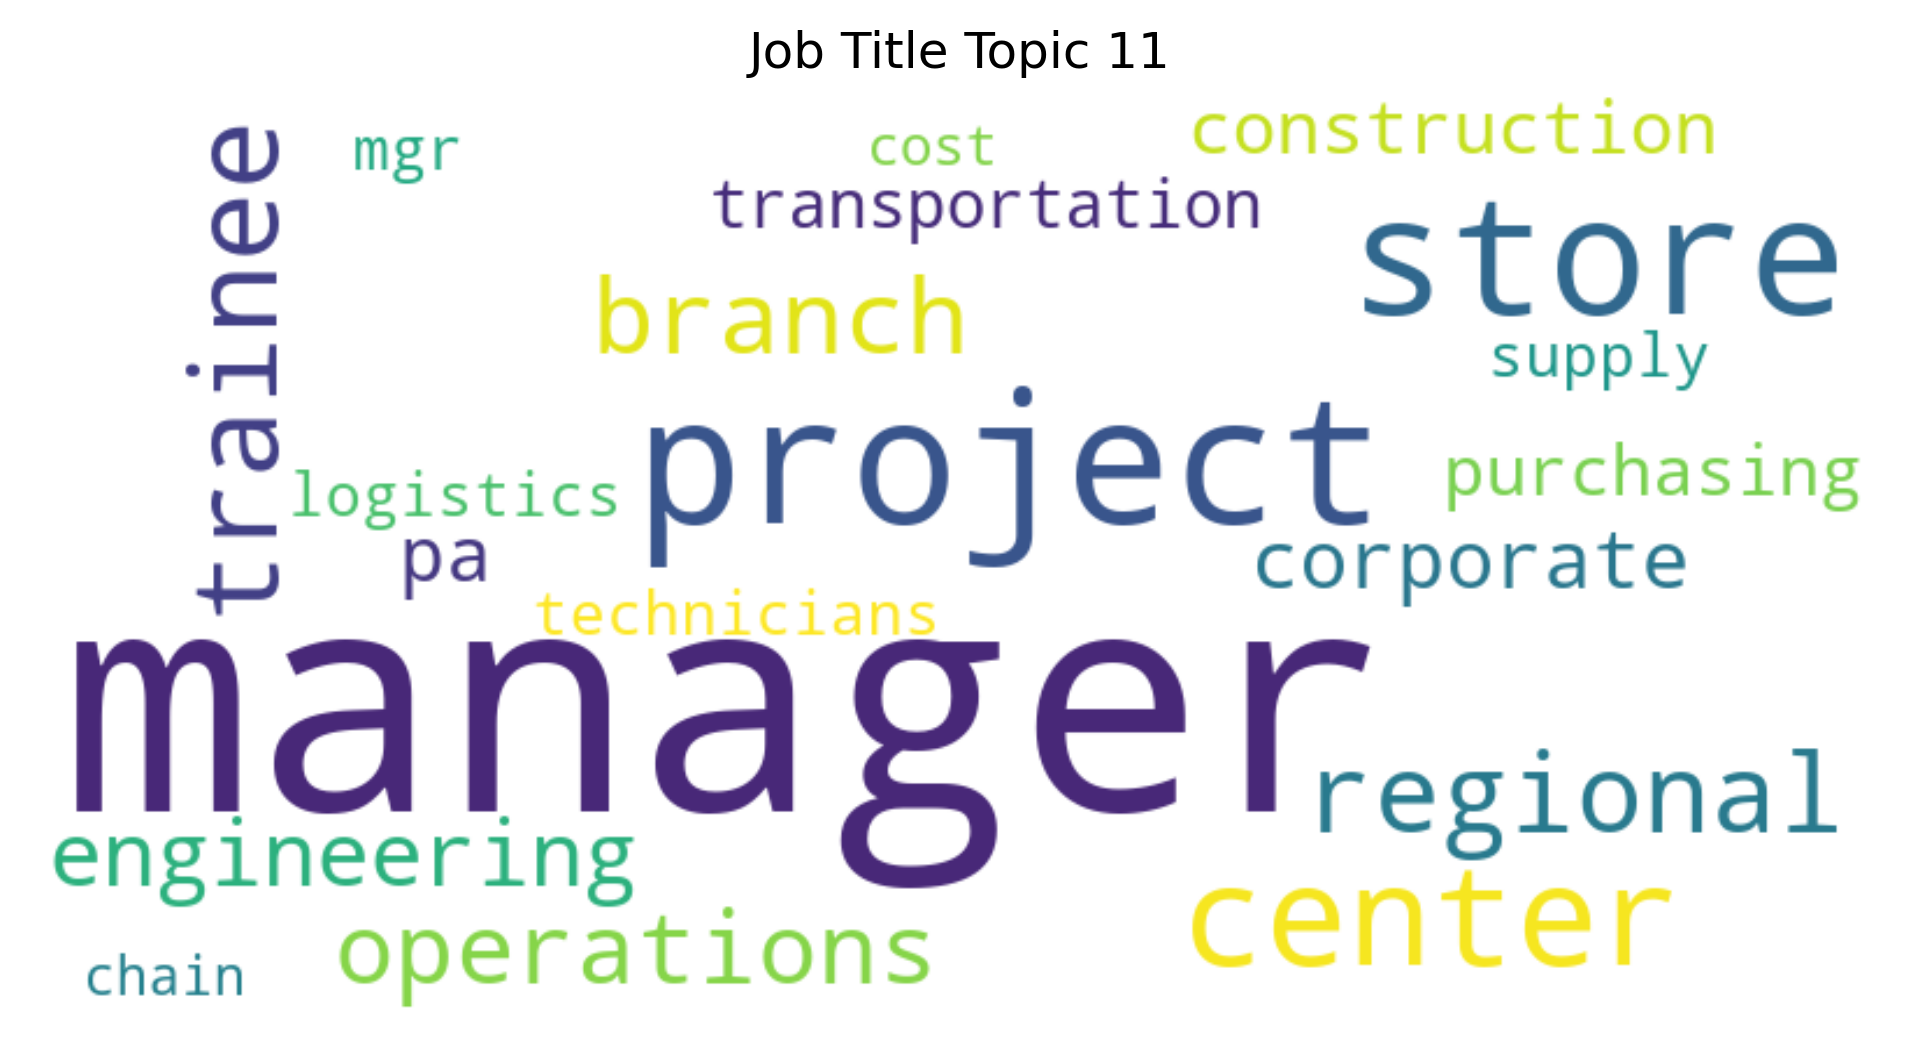 Job Title Topic 11
trainee
mgr
cost
construction
transportation
store
branch
supply
project
logistics
purchasing
pa
corporate
technicians
manager
regional
engineering
center
operations
chain